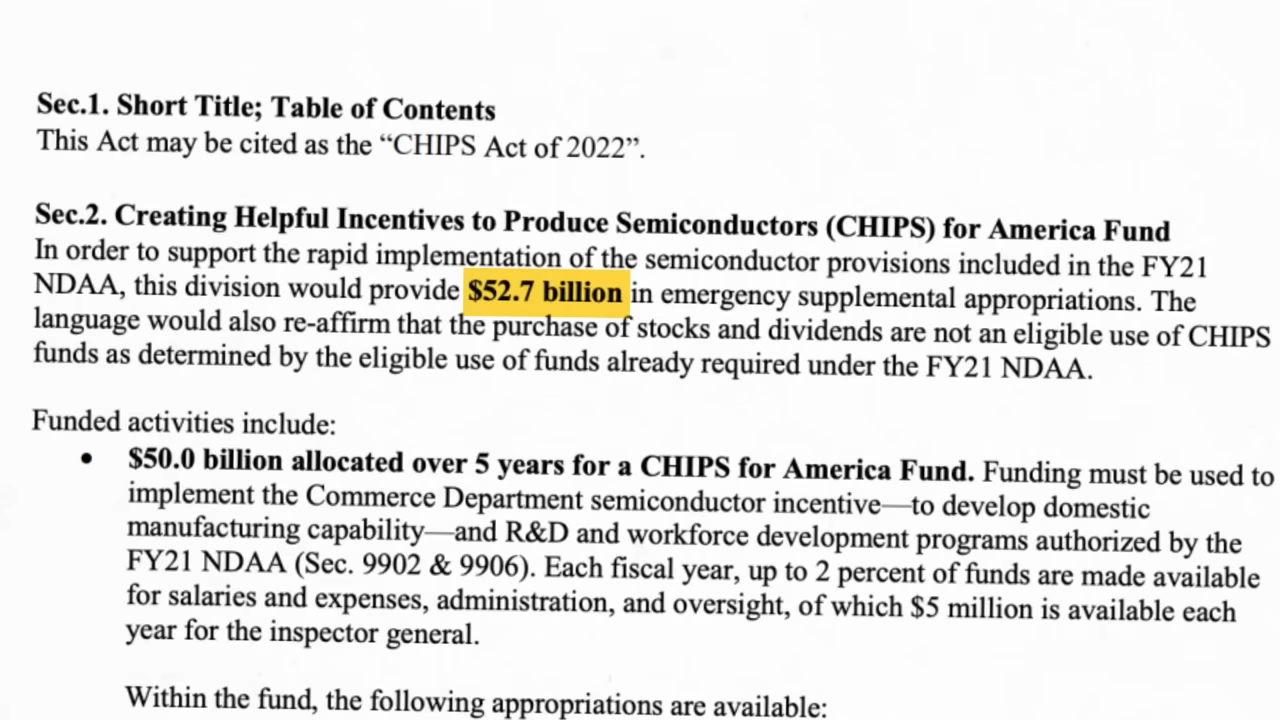 Sec.1. Short Title; Table of Contents
This Act may be cited as the “CHIPS Act of 2022”.
Sec.2. Creating Helpful Incentives to Produce Semiconductors (CHIPS) for America Fund
In order to support the rapid implementation of the semiconductor provisions included in the FY21
NDAA, this division would provide $52.7 billion in emergency supplemental appropriations. The
language would also re-affirm that the purchase of stocks and dividends are not an eligible use of CHIPS
funds as determined by the eligible use of funds already required under the FY21 NDAA.
Funded activities include:
• $50.0 billion allocated over 5 years for a CHIPS for America Fund. Funding must be used to
implement the Commerce Department semiconductor incentive—to develop domestic
manufacturing capability—and R&D and workforce development programs authorized by the
FY21 NDAA (Sec. 9902 & 9906). Each fiscal year, up to 2 percent of funds are made available
for salaries and expenses, administration, and oversight, of which $5 million is available each
year for the inspector general.
Within the fund, the following appropriations are available: